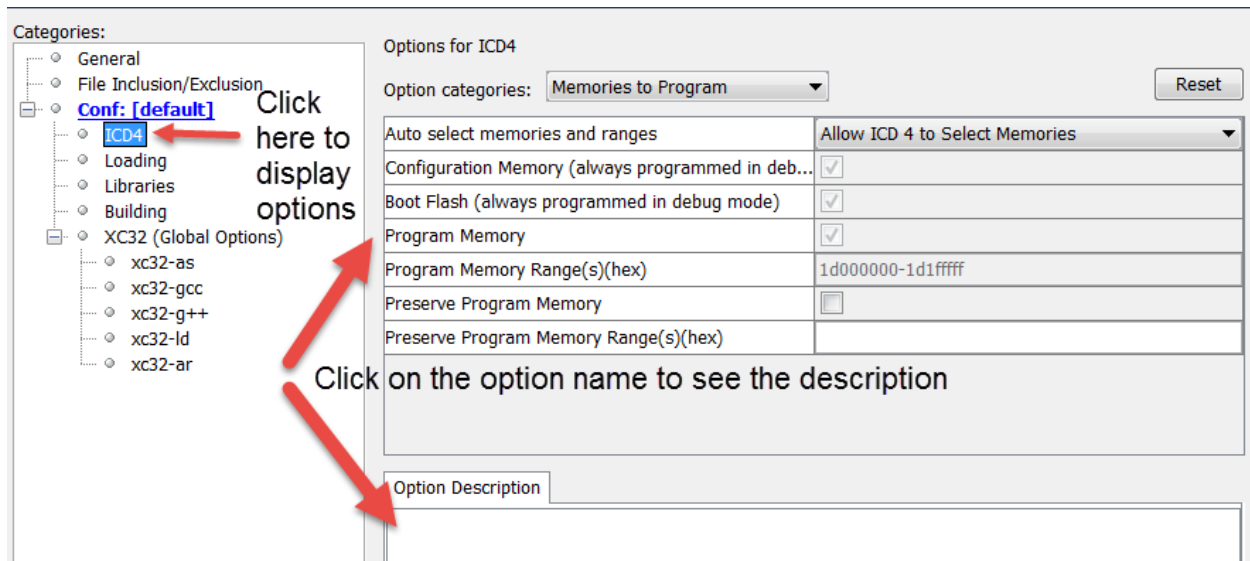 Categories:
General
File Inclusion/Exclusion
Conf: [default]
ICD4
Loading
Libraries
Building
XC32 (Global Options)
xc32-as
xc32-gcc
xc32-g++
xc32-ld
xc32-ar
Click
here to
display
options
Options for ICD4
Option categories: Memories to Program
Reset
Auto select memories and ranges Allow ICD 4 to Select Memories
Configuration Memory (always programmed in deb...
Boot Flash (always programmed in debug mode)
Program Memory
Program Memory Range(s)(hex) 1d000000-1d1fffff
Preserve Program Memory
Preserve Program Memory Range(s)(hex)
Click on the option name to see the description
Option Description